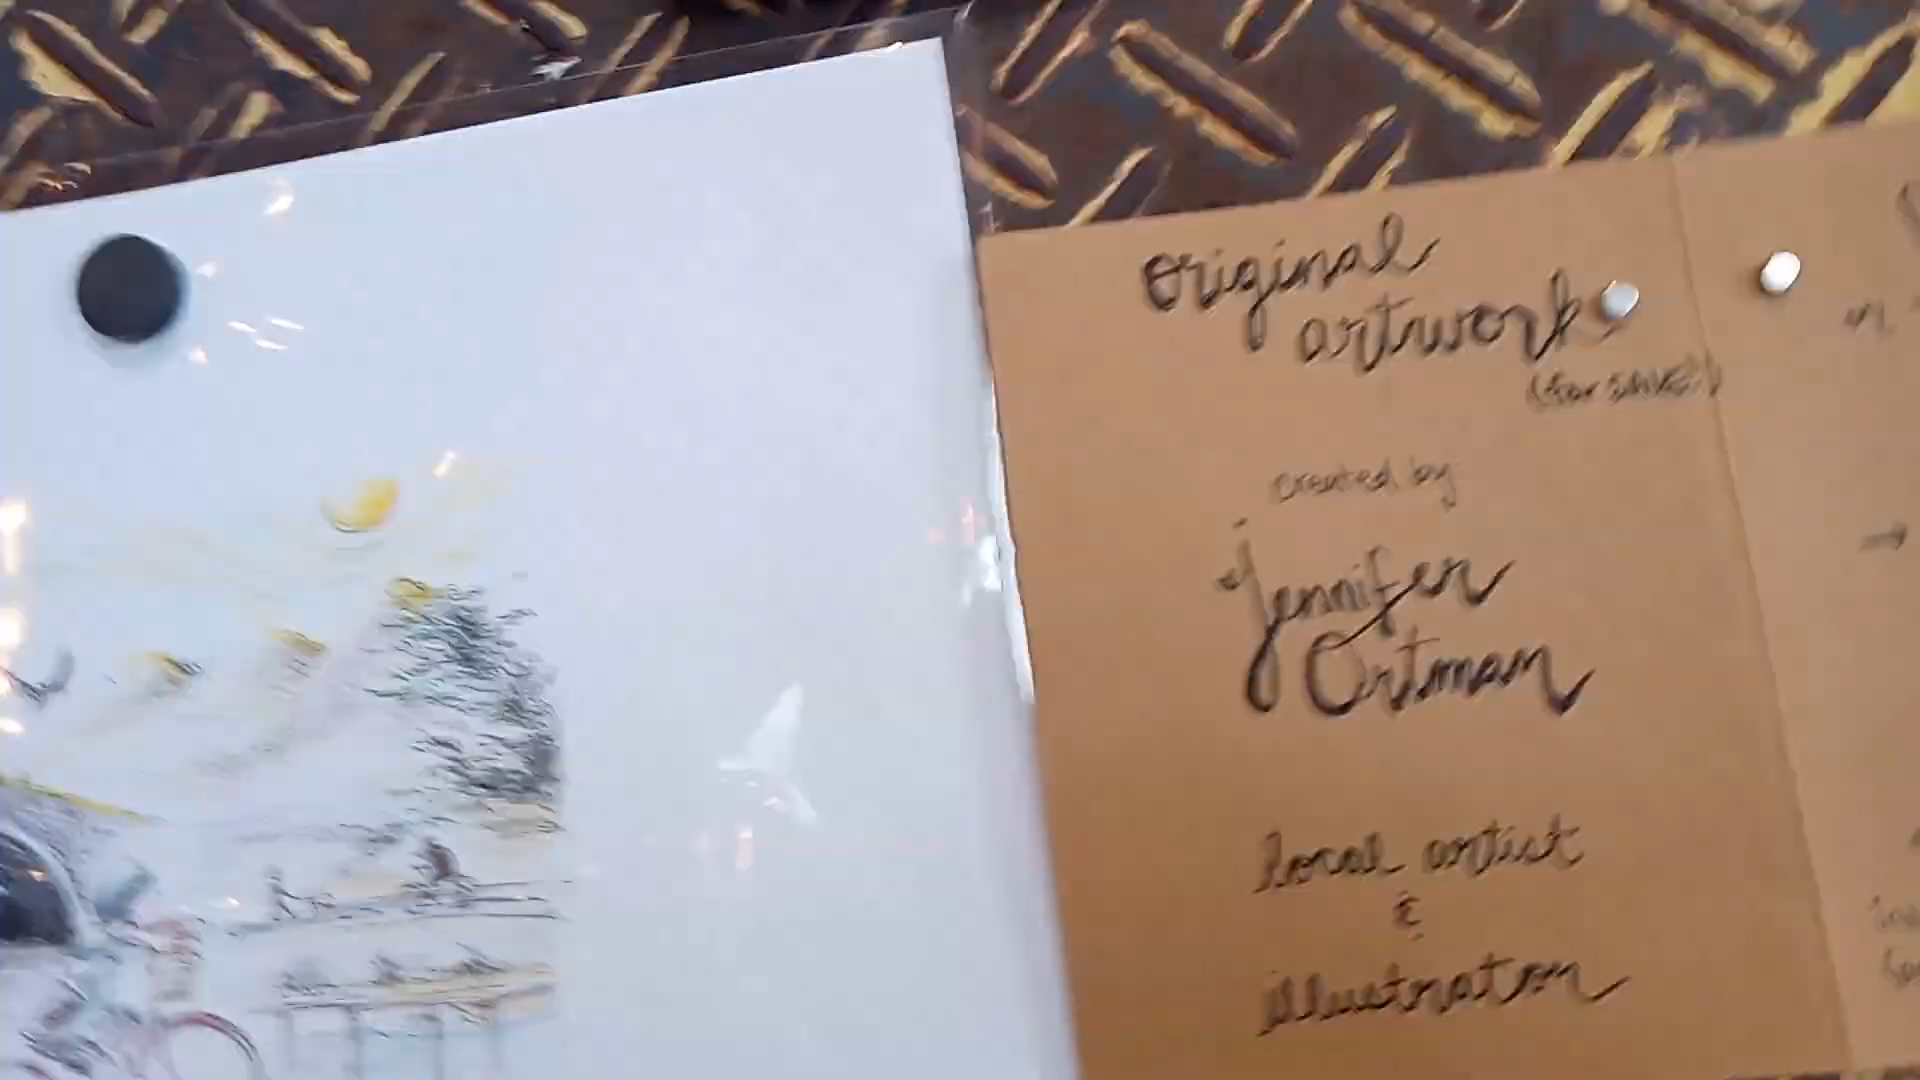 original
artwork
(for SALE!)
created by
Jennifer
Ortman
local artist
&
illustrator